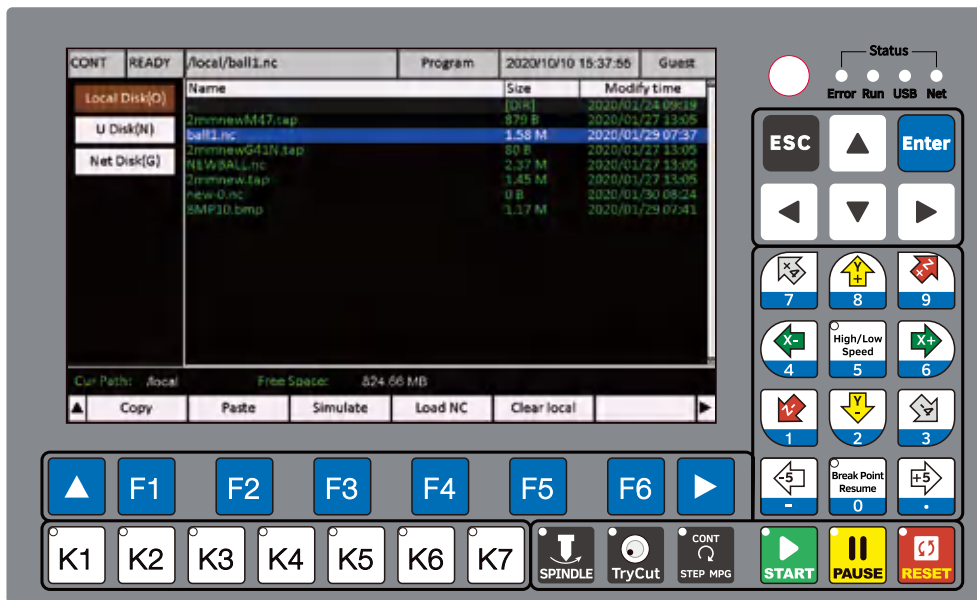 CONT READY /local/ball1.nc Program 2020/10/10 15:37:55 Guest
Status
Error Run USB Net
Local Disk(O)
U Disk(N)
Net Disk(G)
Name Size Modify time
.. [DIR] 2020/01/24 09:19
2mmnewM47.tap 879 B 2020/01/27 13:05
ball1.nc 1.58 M 2020/01/29 07:37
2mmnewG41N.tap 80 B 2020/01/27 13:05
NEWBALL.nc 2.37 M 2020/01/27 13:05
2mmnew.tap 1.45 M 2020/01/27 13:05
new-0.nc 0 B 2020/01/30 08:24
BMP10.bmp 1.17 M 2020/01/29 07:41
Cur Path: /local Free Space: 824.66 MB
Copy Paste Simulate Load NC Clear local
ESC Enter
X4 Y+ X+Z
7 8 9
X- High/Low Speed X+
4 5 6
Z- Y- -4
1 2 3
-5 Break Point Resume +5
- 0 .
F1 F2 F3 F4 F5 F6
K1 K2 K3 K4 K5 K6 K7
SPINDLE TryCut CONT STEP MPG START PAUSE RESET